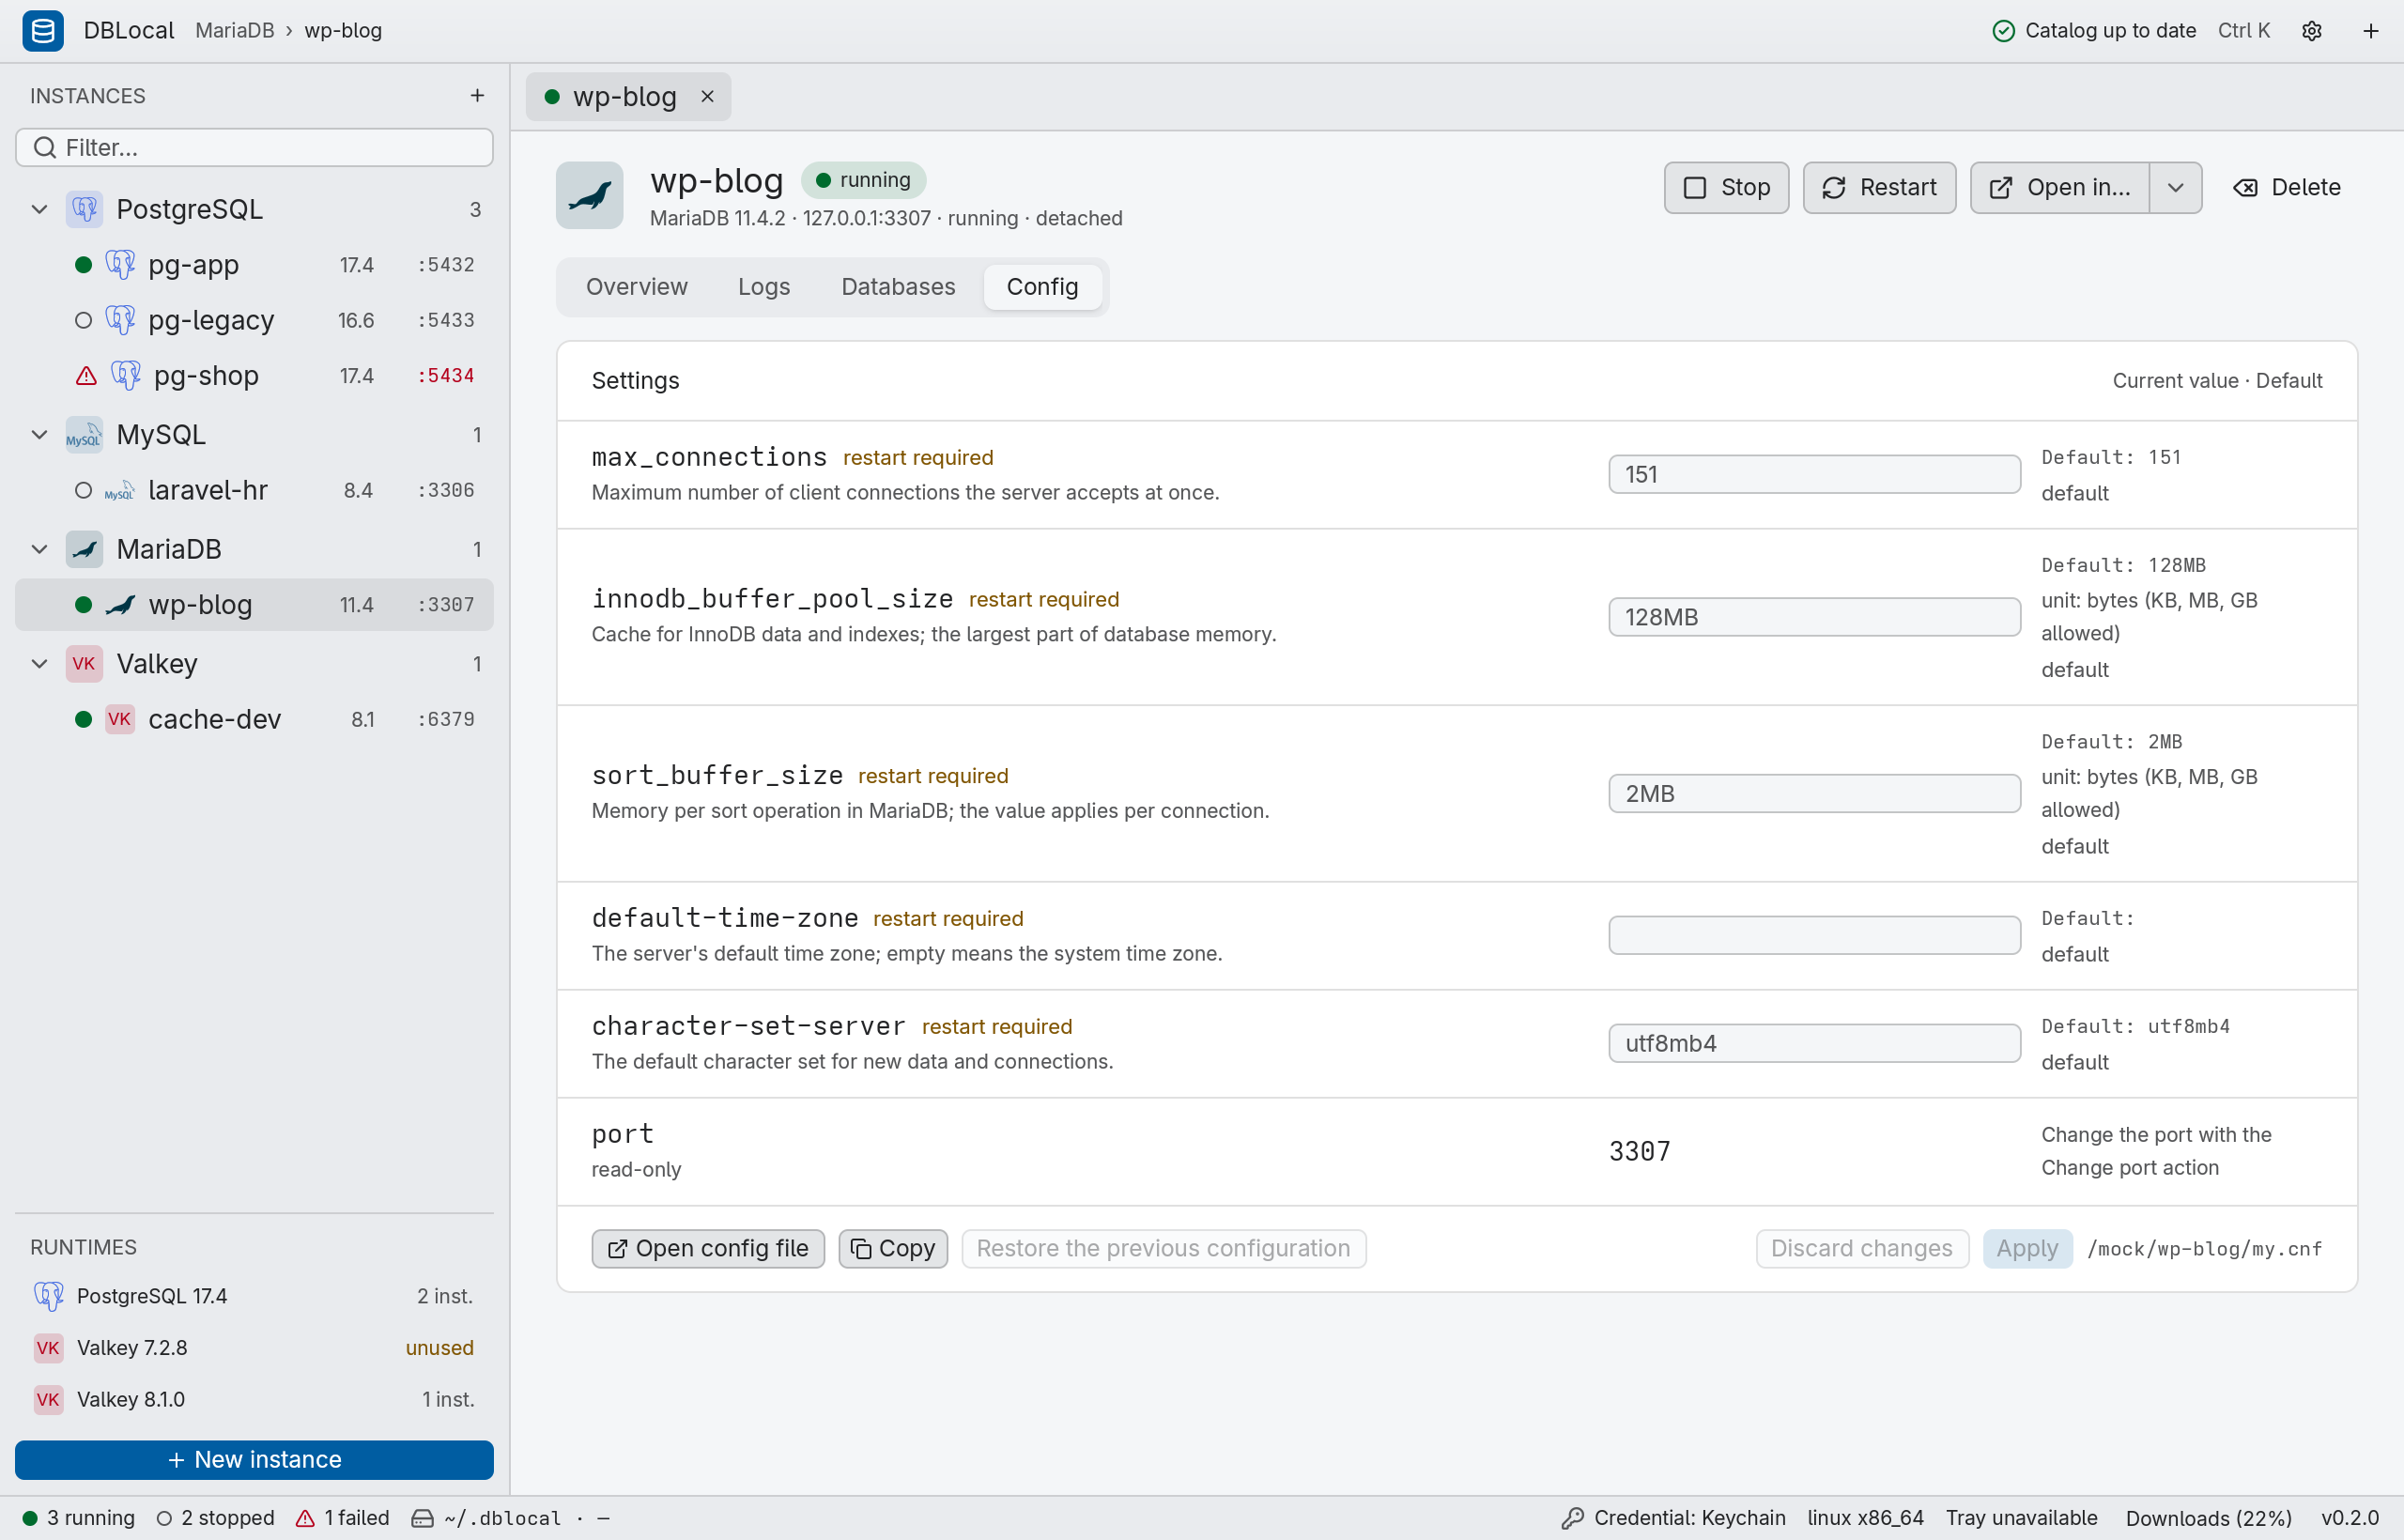 DBLocal MariaDB › wp-blog
Catalog up to date Ctrl K
INSTANCES
Filter...
PostgreSQL 3
pg-app 17.4 :5432
pg-legacy 16.6 :5433
pg-shop 17.4 :5434
MySQL MySQL 1
MySQL laravel-hr 8.4 :3306
MariaDB 1
wp-blog 11.4 :3307
VK Valkey 1
VK cache-dev 8.1 :6379
RUNTIMES
PostgreSQL 17.4 2 inst.
VK Valkey 7.2.8 unused
VK Valkey 8.1.0 1 inst.
+ New instance
wp-blog ×
wp-blog running
MariaDB 11.4.2 · 127.0.0.1:3307 · running · detached
Stop Restart Open in... Delete
Overview Logs Databases Config
Settings Current value · Default
max_connections restart required
Maximum number of client connections the server accepts at once.
151
Default: 151
default
innodb_buffer_pool_size restart required
Cache for InnoDB data and indexes; the largest part of database memory.
128MB
Default: 128MB
unit: bytes (KB, MB, GB
allowed)
default
sort_buffer_size restart required
Memory per sort operation in MariaDB; the value applies per connection.
2MB
Default: 2MB
unit: bytes (KB, MB, GB
allowed)
default
default-time-zone restart required
The server's default time zone; empty means the system time zone.
Default:
default
character-set-server restart required
The default character set for new data and connections.
utf8mb4
Default: utf8mb4
default
port
read-only
3307
Change the port with the
Change port action
Open config file Copy Restore the previous configuration Discard changes Apply /mock/wp-blog/my.cnf
3 running 2 stopped 1 failed ~/.dblocal · —
Credential: Keychain linux x86_64 Tray unavailable Downloads (22%) v0.2.0